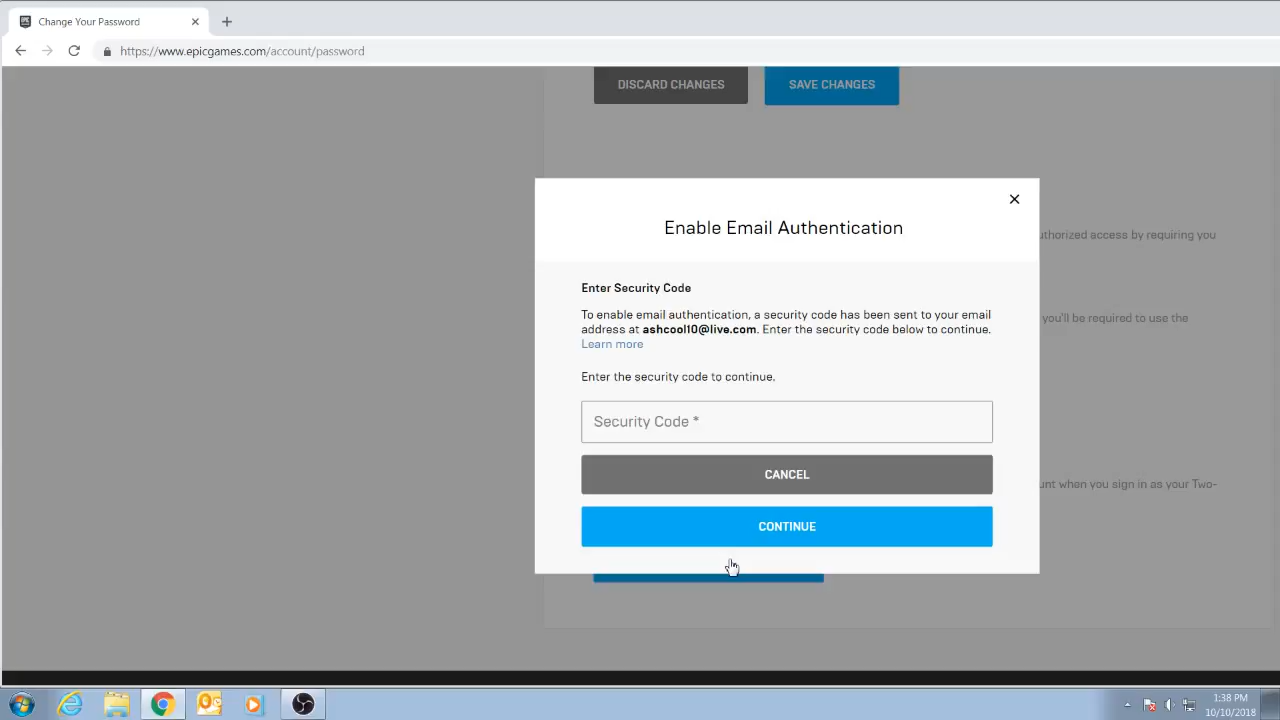 Change Your Password
https://www.epicgames.com/account/password
DISCARD CHANGES
SAVE CHANGES
Enable Email Authentication
uthorized access by requiring you
Enter Security Code
To enable email authentication, a security code has been sent to your email
address at ashcool10@live.com. Enter the security code below to continue.
Learn more
you'll be required to use the
Enter the security code to continue.
Security Code *
CANCEL
unt when you sign in as your Two-
CONTINUE
1:38 PM
10/10/2018